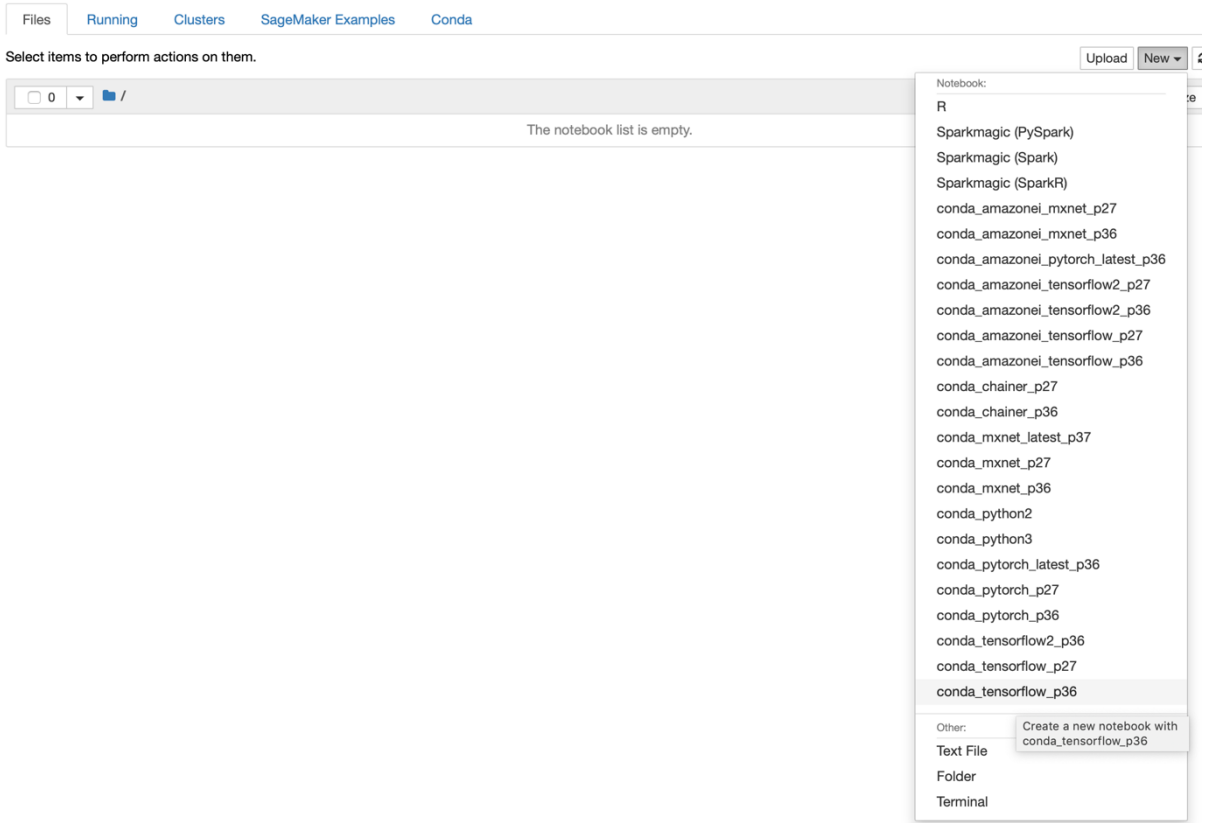 Files Running Clusters SageMaker Examples Conda
Select items to perform actions on them.
Upload New
0 /
The notebook list is empty.
Notebook:
R
Sparkmagic (PySpark)
Sparkmagic (Spark)
Sparkmagic (SparkR)
conda_amazonei_mxnet_p27
conda_amazonei_mxnet_p36
conda_amazonei_pytorch_latest_p36
conda_amazonei_tensorflow2_p27
conda_amazonei_tensorflow2_p36
conda_amazonei_tensorflow_p27
conda_amazonei_tensorflow_p36
conda_chainer_p27
conda_chainer_p36
conda_mxnet_latest_p37
conda_mxnet_p27
conda_mxnet_p36
conda_python2
conda_python3
conda_pytorch_latest_p36
conda_pytorch_p27
conda_pytorch_p36
conda_tensorflow2_p36
conda_tensorflow_p27
conda_tensorflow_p36
Other:
Create a new notebook with
conda_tensorflow_p36
Text File
Folder
Terminal